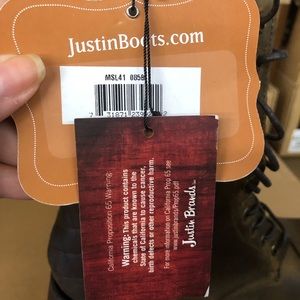 JustinBoots.com
MSL41
California Proposition 65 Warning
Warning: This product contains
chemicals that are known to the
State of California to cause cancer,
birth defects or other reproductive harm.
For more information on California Prop 65 see
www.justinbrands/Prop65.pdf
Justin Brands